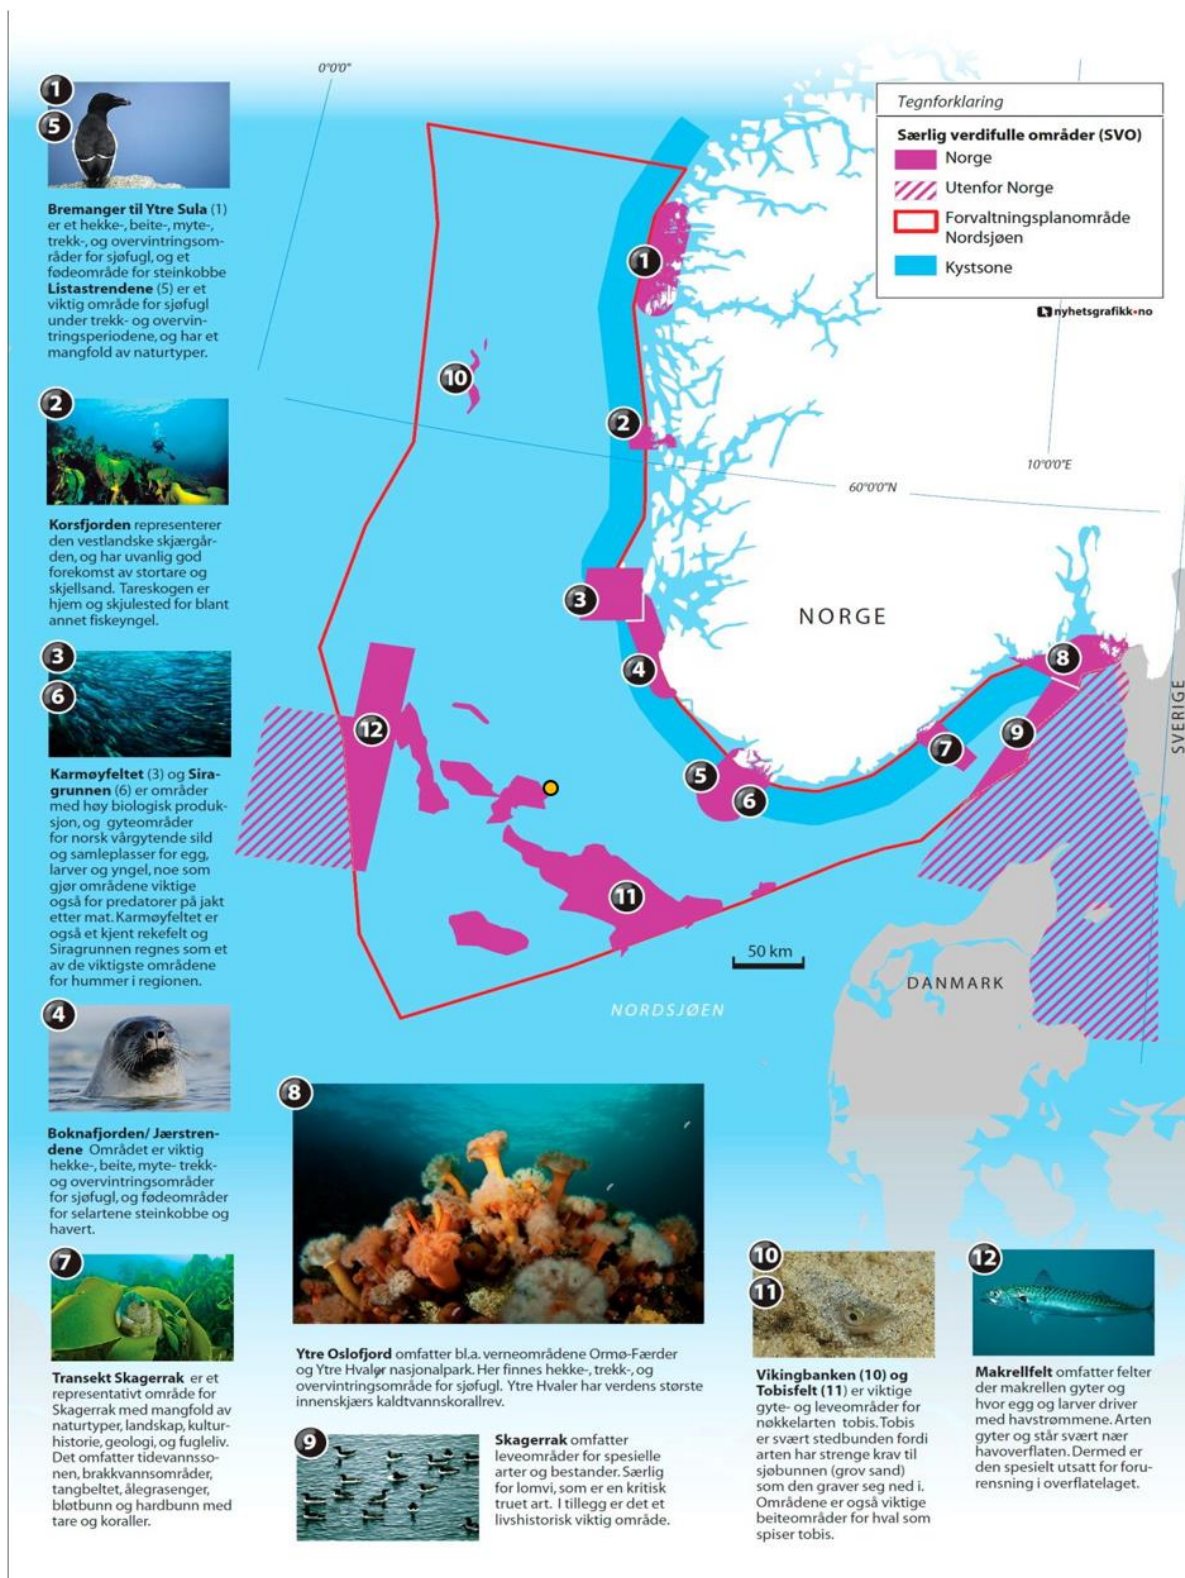 0°0'0"
Tegnforklaring
Særlig verdifulle områder (SVO)
Norge
Utenfor Norge
Forvaltningsplanområde
Nordsjøen
Kystsone
nyhetsgrafikk•no
1
5
Bremanger til Ytre Sula (1)
er et hekke-, beite-, myte-,
trekk-, og overvintringsom-
råder for sjøfugl, og et
fødeområde for steinkobbe
Listastrendene (5) er et
viktig område for sjøfugl
under trekk- og overvin-
tringsperiodene, og har et
mangfold av naturtyper.
2
Korsfjorden representerer
den vestlandske skjærgår-
den, og har uvanlig god
forekomst av stortare og
skjellsand. Tareskogen er
hjem og skjulested for blant
annet fiskeyngel.
3
6
Karmøyfeltet (3) og Sira-
grunnen (6) er områder
med høy biologisk produk-
sjon, og gyteområder
for norsk vårgytende sild
og samleplasser for egg,
larver og yngel, noe som
gjør områdene viktige
også for predatorer på jakt
etter mat. Karmøyfeltet er
også et kjent rekefelt og
Siragrunnen regnes som et
av de viktigste områdene
for hummer i regionen.
4
Boknafjorden/ Jærstren-
dene Området er viktig
hekke-, beite, myte- trekk-
og overvintringsområder
for sjøfugl, og fødeområder
for selartene steinkobbe og
havert.
7
Transekt Skagerrak er et
representativt område for
Skagerrak med mangfold av
naturtyper, landskap, kultur-
historie, geologi, og fugleliv.
Det omfatter tidevannsso-
nen, brakkvannsområder,
tangbeltet, ålegrasenger,
bløtbunn og hardbunn med
tare og koraller.
1
10
2
10°0'0"E
60°0'0"N
3
NORGE
4
8
SVERIGE
12
9
7
5
6
11
50 km
DANMARK
NORDSJØEN
8
Ytre Oslofjord omfatter bl.a. verneområdene Ormø-Færder
og Ytre Hvaler nasjonalpark. Her finnes hekke-, trekk-, og
overvintringsområde for sjøfugl. Ytre Hvaler har verdens største
innenskjærs kaldtvannskorallrev.
9
Skagerrak omfatter
leveområder for spesielle
arter og bestander. Særlig
for lomvi, som er en kritisk
truet art. I tillegg er det et
livshistorisk viktig område.
10
11
Vikingbanken (10) og
Tobisfelt (11) er viktige
gyte- og leveområder for
nøkkelarten tobis. Tobis
er svært stedbunden fordi
arten har strenge krav til
sjøbunnen (grov sand)
som den graver seg ned i.
Områdene er også viktige
beiteområder for hval som
spiser tobis.
12
Makrellfelt omfatter felter
der makrellen gyter og
hvor egg og larver driver
med havstrømmene. Arten
gyter og står svært nær
havoverflaten. Dermed er
den spesielt utsatt for foru-
rensning i overflatelaget.